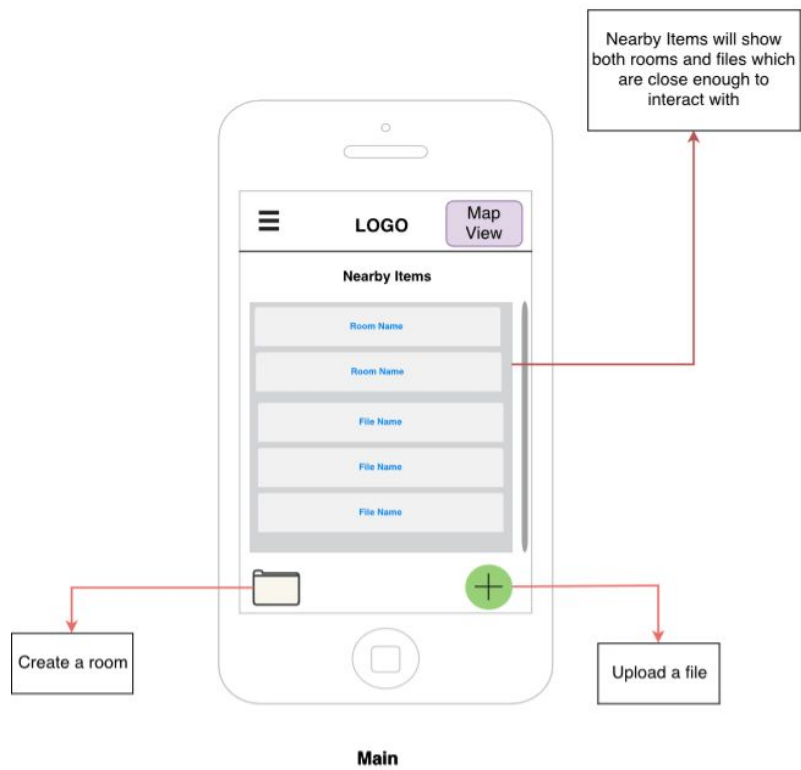 Nearby Items will show
both rooms and files which
are close enough to
interact with
LOGO
Map
View
Nearby Items
Room Name
Room Name
File Name
File Name
File Name
Create a room
Upload a file
Main